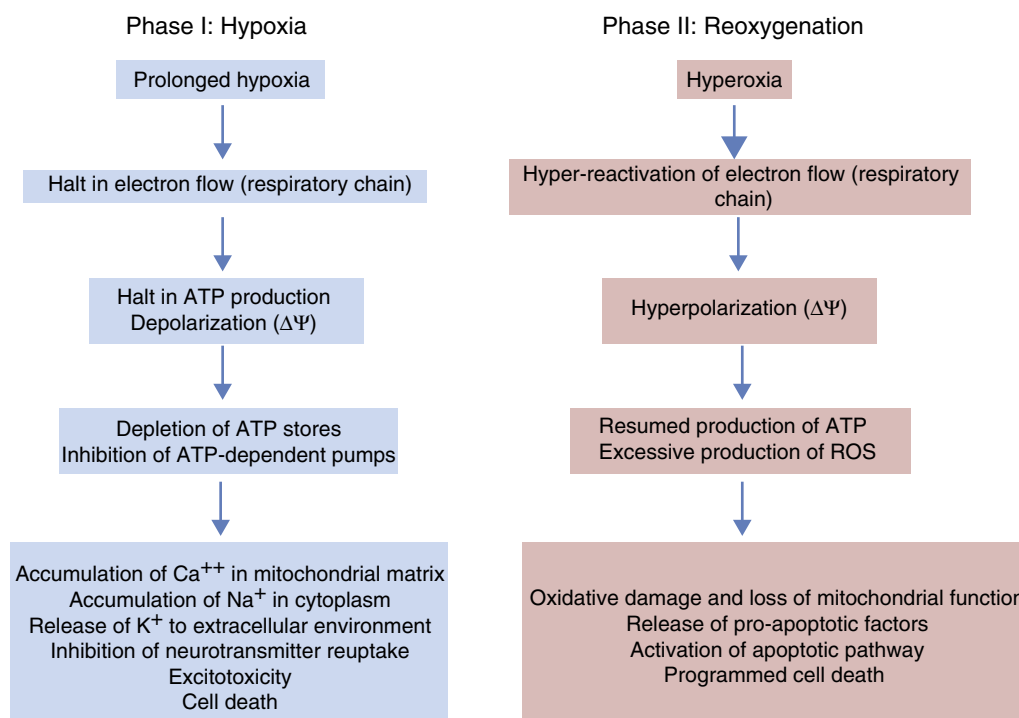 Phase I: Hypoxia
Prolonged hypoxia
Halt in electron flow (respiratory chain)
Halt in ATP production
Depolarization (ΔΨ)
Depletion of ATP stores
Inhibition of ATP-dependent pumps
Accumulation of Ca⁺⁺ in mitochondrial matrix
Accumulation of Na⁺ in cytoplasm
Release of K⁺ to extracellular environment
Inhibition of neurotransmitter reuptake
Excitotoxicity
Cell death
Phase II: Reoxygenation
Hyperoxia
Hyper-reactivation of electron flow (respiratory
chain)
Hyperpolarization (ΔΨ)
Resumed production of ATP
Excessive production of ROS
Oxidative damage and loss of mitochondrial function
Release of pro-apoptotic factors
Activation of apoptotic pathway
Programmed cell death